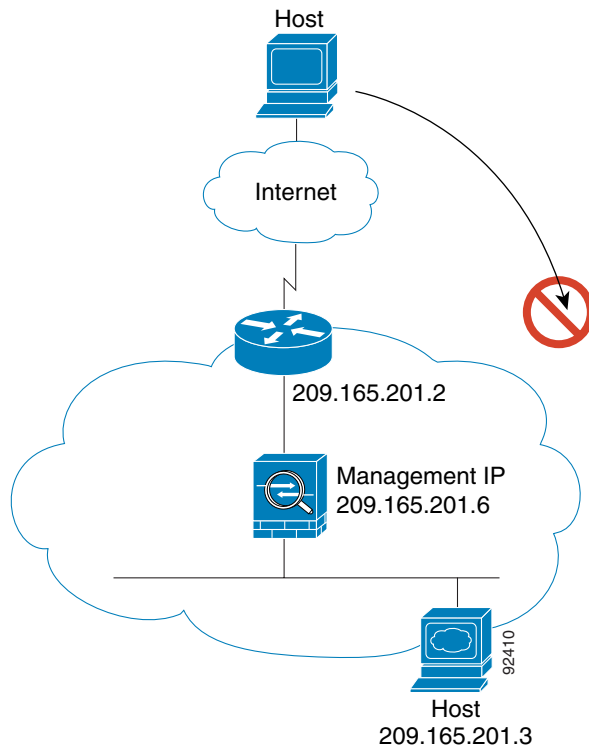 Host
Internet
209.165.201.2
Management IP
209.165.201.6
92410
Host
209.165.201.3